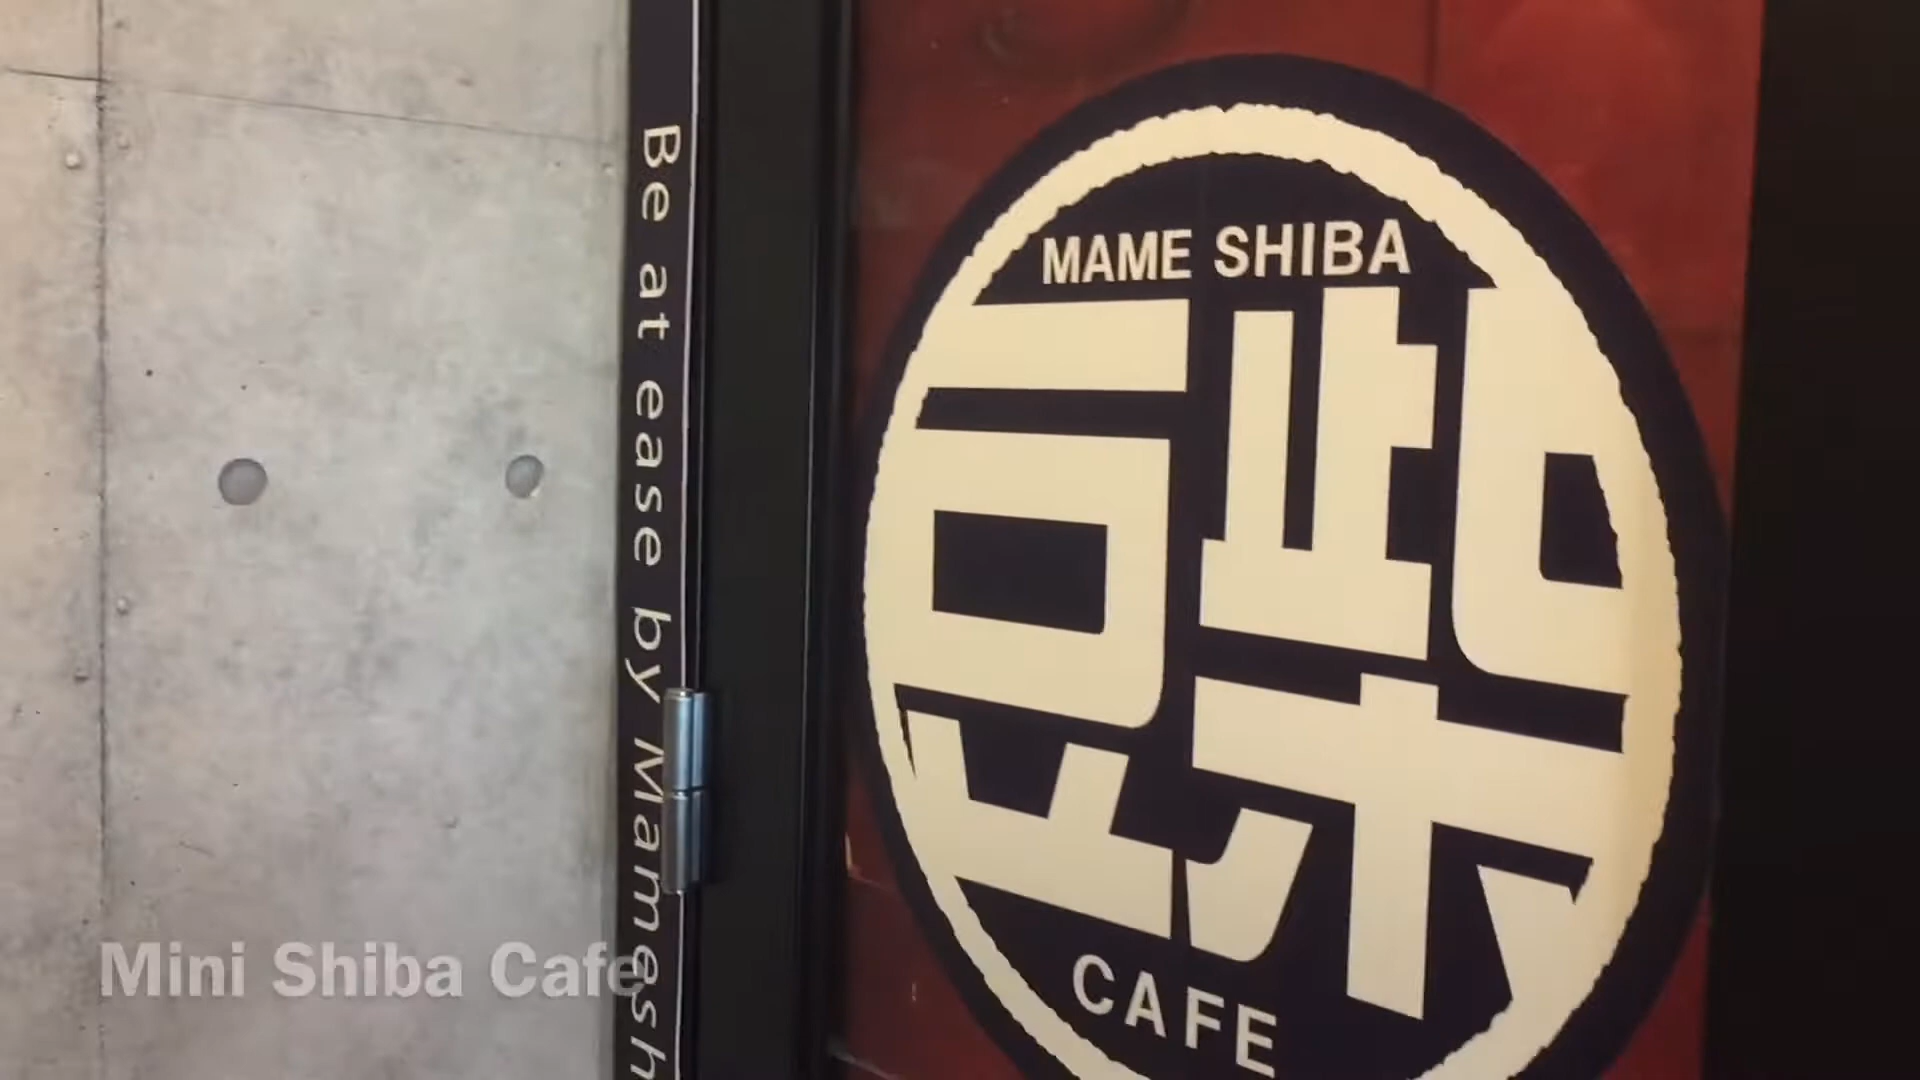 Be at ease by Mamesh
MAME SHIBA
豆柴
CAFE
Mini Shiba Cafe